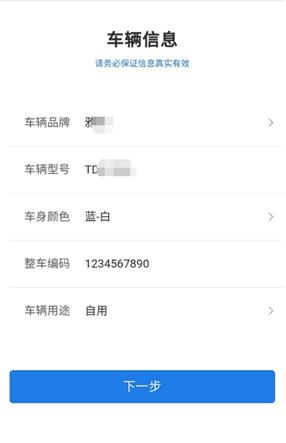 车辆信息
请务必保证信息真实有效
车辆品牌 雅
车辆型号 TD
车身颜色 蓝-白
整车编码 1234567890
车辆用途 自用
下一步